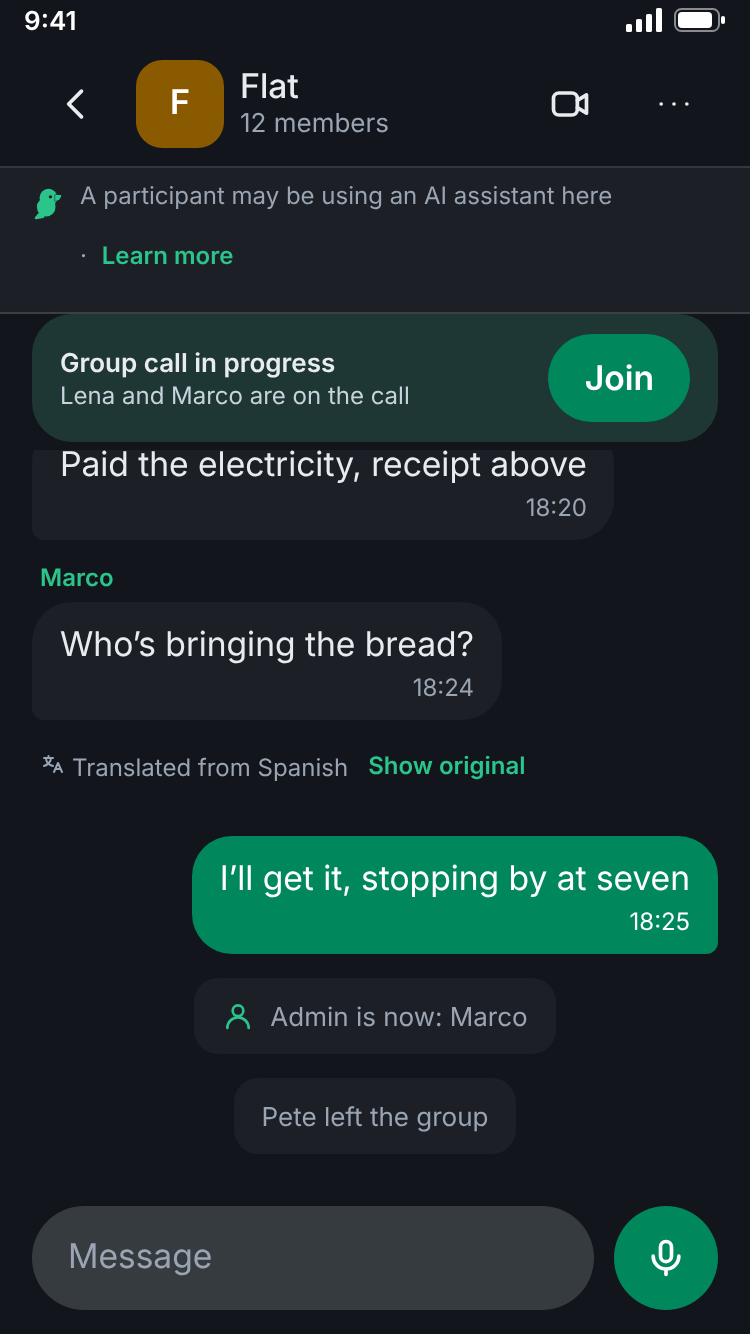 9:41
F
Flat
12 members
A participant may be using an AI assistant here
· Learn more
Group call in progress
Lena and Marco are on the call
Join
Paid the electricity, receipt above
18:20
Marco
Who’s bringing the bread?
18:24
Translated from Spanish Show original
I’ll get it, stopping by at seven
18:25
Admin is now: Marco
Pete left the group
Message